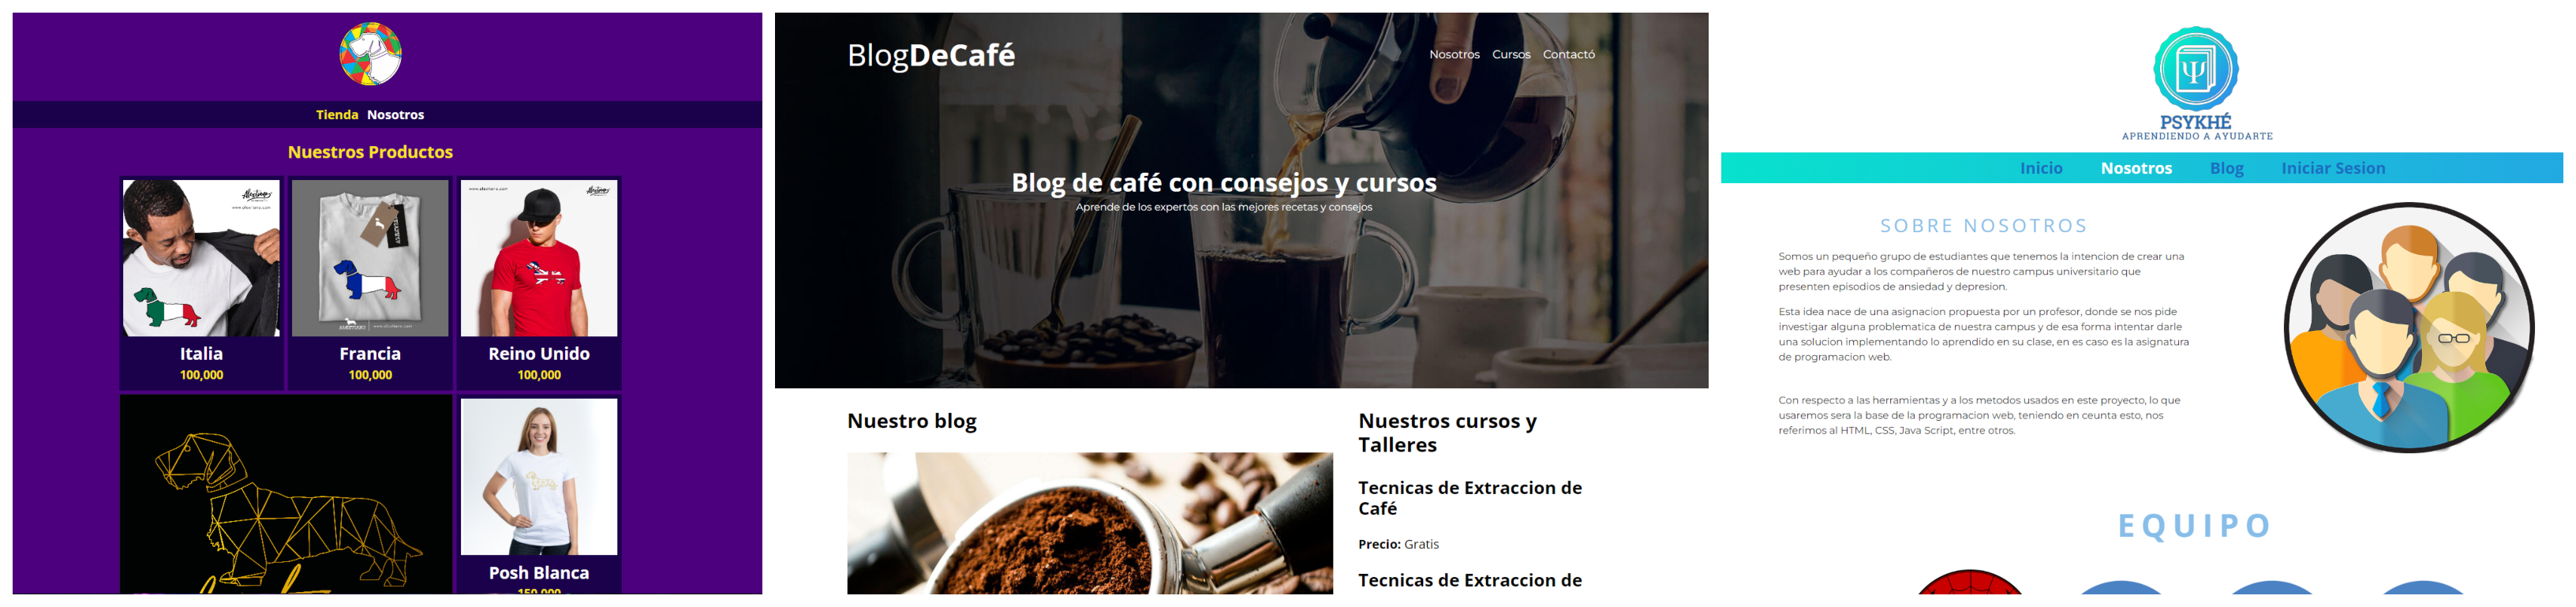 Tienda Nosotros
Nuestros Productos
www.alextiano.com
Italia
100,000
Francia
100,000
Reino Unido
100,000
Posh Blanca
150,000
BlogDeCafé
Nosotros Cursos Contactó
Blog de café con consejos y cursos
Aprende de los expertos con las mejores recetas y consejos
Nuestro blog
Nuestros cursos y
Talleres
Tecnicas de Extraccion de
Café
Precio: Gratis
Tecnicas de Extraccion de
PSYKHÉ
APRENDIENDO A AYUDARTE
Inicio Nosotros Blog Iniciar Sesion
SOBRE NOSOTROS
Somos un pequeño grupo de estudiantes que tenemos la intencion de crear una
web para ayudar a los compañeros de nuestro campus universitario que
presenten episodios de ansiedad y depresion.
Esta idea nace de una asignacion propuesta por un profesor, donde se nos pide
investigar alguna problematica de nuestra campus y de esa forma intentar darle
una solucion implementando lo aprendido en su clase, en es caso es la asignatura
de programacion web.
Con respecto a las herramientas y a los metodos usados en este proyecto, lo que
usaremos sera la base de la programacion web, teniendo en ceunta esto, nos
referimos al HTML, CSS, Java Script, entre otros.
EQUIPO